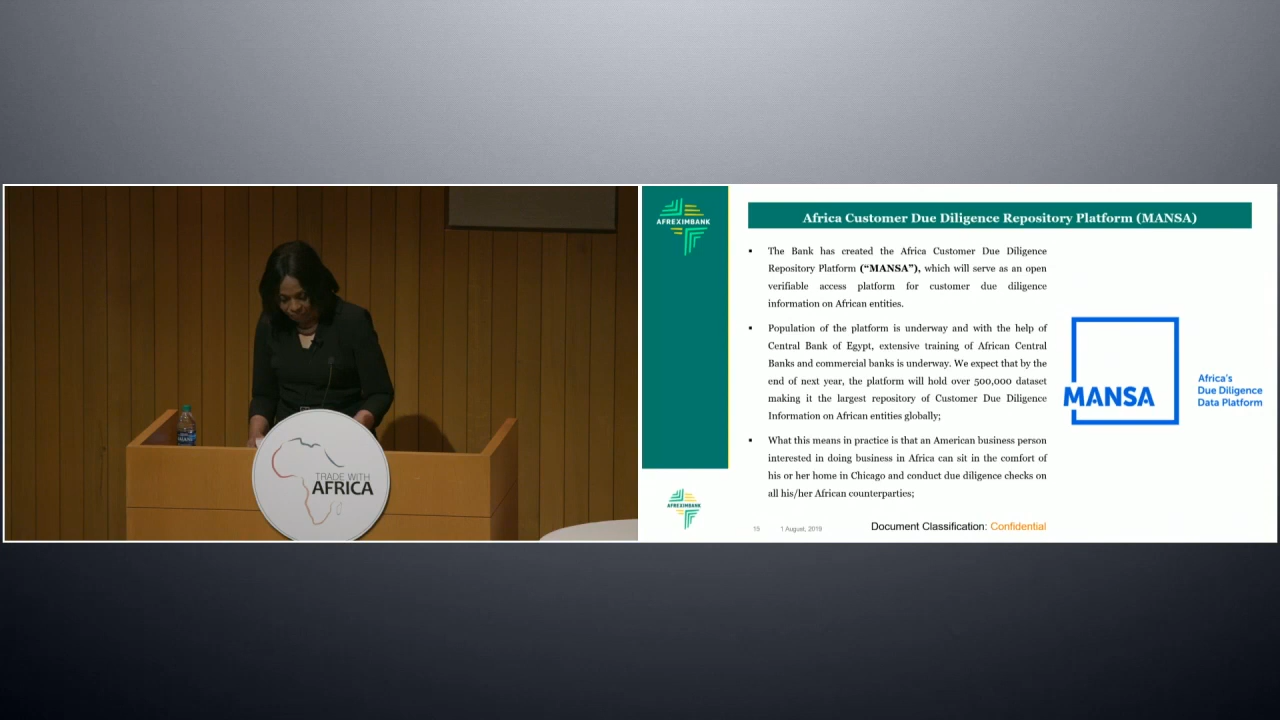 TRADE WITH
AFRICA
AFREXIMBANK
Africa Customer Due Diligence Repository Platform (MANSA)
• The Bank has created the Africa Customer Due Diligence
Repository Platform (“MANSA”), which will serve as an open
verifiable access platform for customer due diligence
information on African entities.
• Population of the platform is underway and with the help of
Central Bank of Egypt, extensive training of African Central
Banks and commercial banks is underway. We expect that by the
end of next year, the platform will hold over 500,000 dataset
making it the largest repository of Customer Due Diligence
Information on African entities globally;
• What this means in practice is that an American business person
interested in doing business in Africa can sit in the comfort of
his or her home in Chicago and conduct due diligence checks on
all his/her African counterparties;
MANSA
Africa's
Due Diligence
Data Platform
AFREXIMBANK
15 1 August, 2019
Document Classification: Confidential